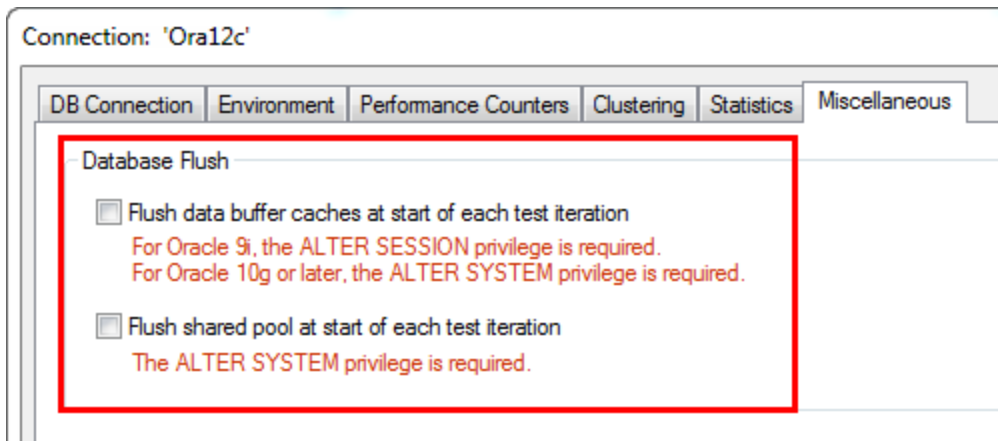 Connection: 'Ora12c'
DB Connection Environment Performance Counters Clustering Statistics Miscellaneous
Database Flush
Flush data buffer caches at start of each test iteration
For Oracle 9i, the ALTER SESSION privilege is required.
For Oracle 10g or later, the ALTER SYSTEM privilege is required.
Flush shared pool at start of each test iteration
The ALTER SYSTEM privilege is required.